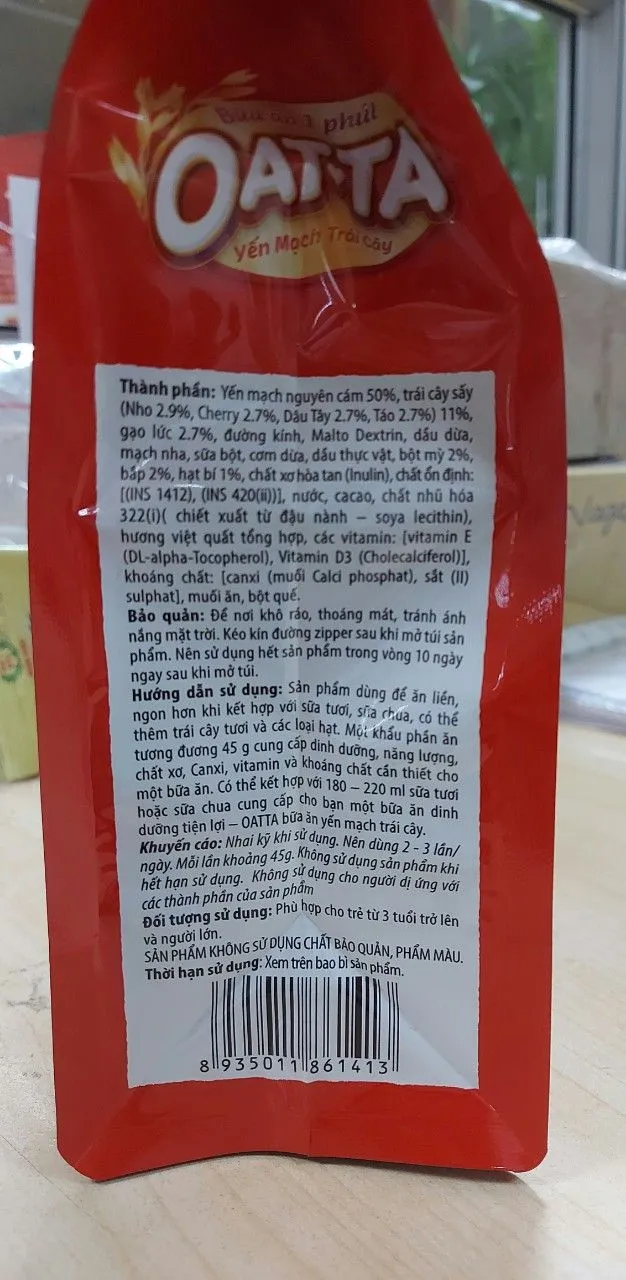 Bữa ăn 1 phút
OATTA
Yến Mạch Trái cây
Thành phần: Yến mạch nguyên cám 50%, trái cây sấy
(Nho 2.9%, Cherry 2.7%, Dâu Tây 2.7%, Táo 2.7%) 11%,
gạo lức 2.7%, đường kính, Malto Dextrin, dầu dừa,
mạch nha, sữa bột, cơm dừa, dầu thực vật, bột mỳ 2%,
bắp 2%, hạt bí 1%, chất xơ hòa tan (Inulin), chất ổn định:
[(INS 1412), (INS 420(ii))], nước, cacao, chất nhũ hóa
322(i)( chiết xuất từ đậu nành – soya lecithin),
hương việt quất tổng hợp, các vitamin: [vitamin E
(DL-alpha-Tocopherol), Vitamin D3 (Cholecalciferol)],
khoáng chất: [canxi (muối Calci phosphat), sắt (II)
sulphat], muối ăn, bột quế.
Bảo quản: Để nơi khô ráo, thoáng mát, tránh ánh
nắng mặt trời. Kéo kín đường zipper sau khi mở túi sản
phẩm. Nên sử dụng hết sản phẩm trong vòng 10 ngày
ngay sau khi mở túi.
Hướng dẫn sử dụng: Sản phẩm dùng để ăn liền,
ngon hơn khi kết hợp với sữa tươi, sữa chua, có thể
thêm trái cây tươi và các loại hạt. Một khẩu phần ăn
tương đương 45 g cung cấp dinh dưỡng, năng lượng,
chất xơ, Canxi, vitamin và khoáng chất cần thiết cho
một bữa ăn. Có thể kết hợp với 180 – 220 ml sữa tươi
hoặc sữa chua cung cấp cho bạn một bữa ăn dinh
dưỡng tiện lợi – OATTA bữa ăn yến mạch trái cây.
Khuyến cáo: Nhai kỹ khi sử dụng. Nên dùng 2 - 3 lần/
ngày. Mỗi lần khoảng 45g. Không sử dụng sản phẩm khi
hết hạn sử dụng. Không sử dụng cho người dị ứng với
các thành phần của sản phẩm
Đối tượng sử dụng: Phù hợp cho trẻ từ 3 tuổi trở lên
và người lớn.
SẢN PHẨM KHÔNG SỬ DỤNG CHẤT BẢO QUẢN, PHẨM MÀU.
Thời hạn sử dụng: Xem trên bao bì sản phẩm.
8 935011 861413